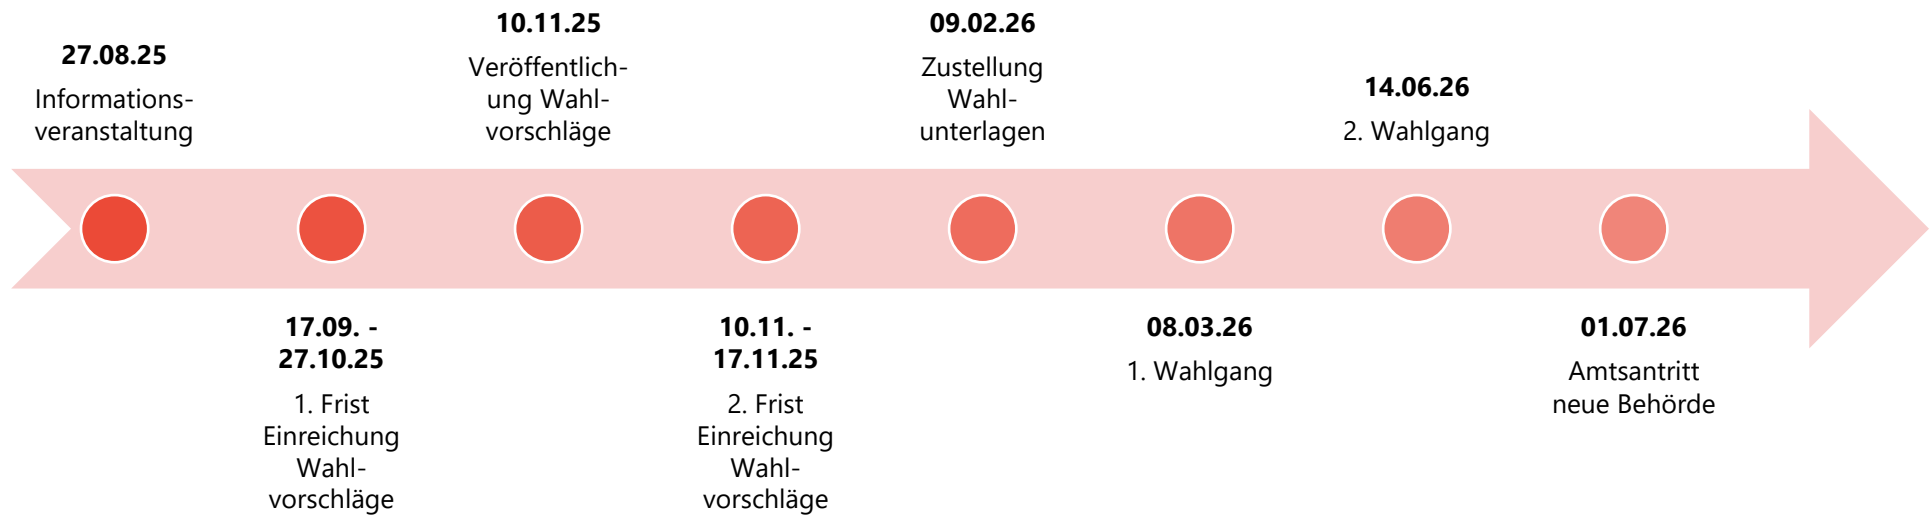 27.08.25
Informations-
veranstaltung
17.09. -
27.10.25
1. Frist
Einreichung
Wahl-
vorschläge
10.11.25
Veröffentlich-
ung Wahl-
vorschläge
10.11. -
17.11.25
2. Frist
Einreichung
Wahl-
vorschläge
09.02.26
Zustellung
Wahl-
unterlagen
08.03.26
1. Wahlgang
14.06.26
2. Wahlgang
01.07.26
Amtsantritt
neue Behörde